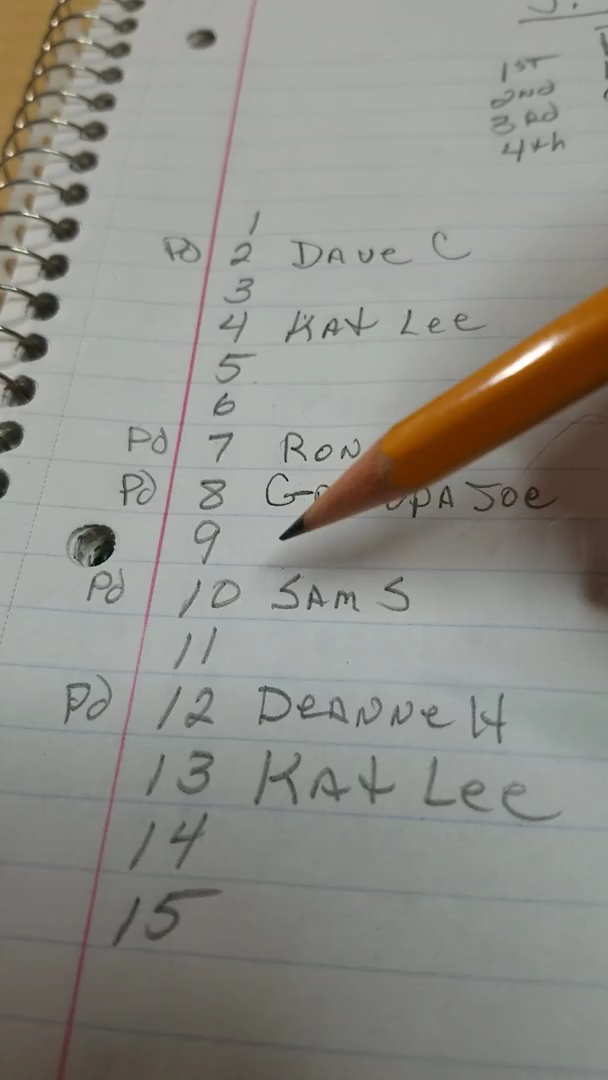 1st
2nd
3rd
4th
1
Pd 2 Dave C
3
4 Kat Lee
5
6
Pd 7 Ron
Pd 8 Joe
9
Pd 10 Sam S
11
Pd 12 Deanne H
13 Kat Lee
14
15